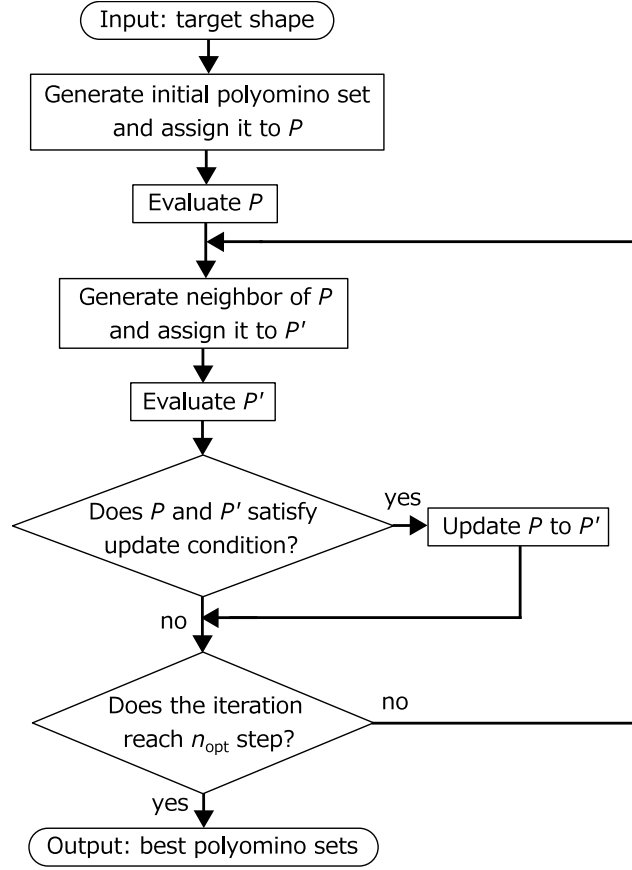 Input: target shape
Generate initial polyomino set
and assign it to P
Evaluate P
Generate neighbor of P
and assign it to P'
Evaluate P'
Does P and P' satisfy
update condition?
yes
Update P to P'
no
Does the iteration
reach n_opt step?
no
yes
Output: best polyomino sets